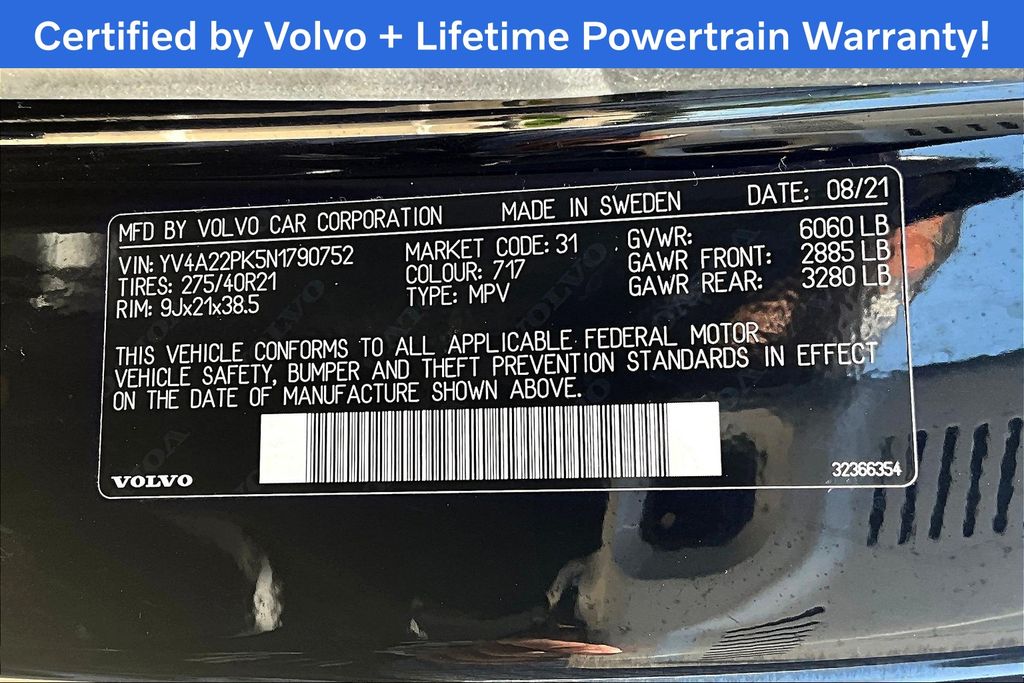 Certified by Volvo + Lifetime Powertrain Warranty!
MFD BY VOLVO CAR CORPORATION MADE IN SWEDEN DATE: 08/21
VIN: YV4A22PK5N1790752 MARKET CODE: 31 GVWR: 6060 LB
TIRES: 275/40R21 COLOUR: 717 GAWR FRONT: 2885 LB
RIM: 9Jx21x38.5 TYPE: MPV GAWR REAR: 3280 LB
THIS VEHICLE CONFORMS TO ALL APPLICABLE FEDERAL MOTOR
VEHICLE SAFETY, BUMPER AND THEFT PREVENTION STANDARDS IN EFFECT
ON THE DATE OF MANUFACTURE SHOWN ABOVE.
VOLVO 32366354